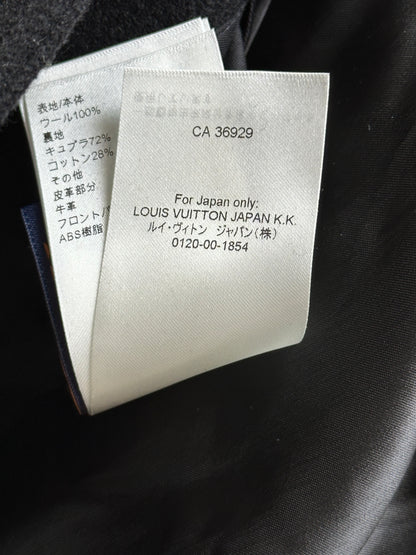 表地/本体
ウール100%
裏地
キュプラ72%
コットン28%
その他
皮革部分
牛革
フロント/
ABS樹脂
CA 36929
For Japan only:
LOUIS VUITTON JAPAN K.K.
ルイ・ヴィトン ジャパン(株)
0120-00-1854